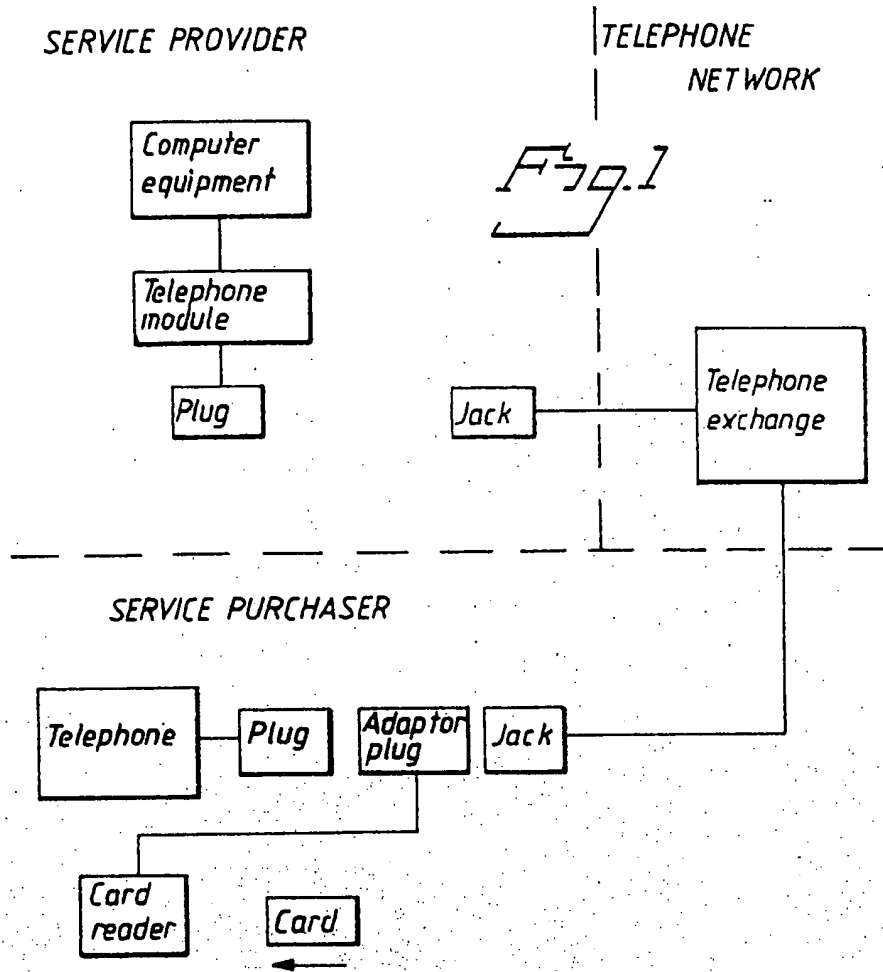 SERVICE PROVIDER
TELEPHONE
NETWORK
Computer
equipment
Fig.1
Telephone
module
Plug
Jack
Telephone
exchange
SERVICE PURCHASER
Telephone
Plug
Adaptor
plug
Jack
Card
reader
Card